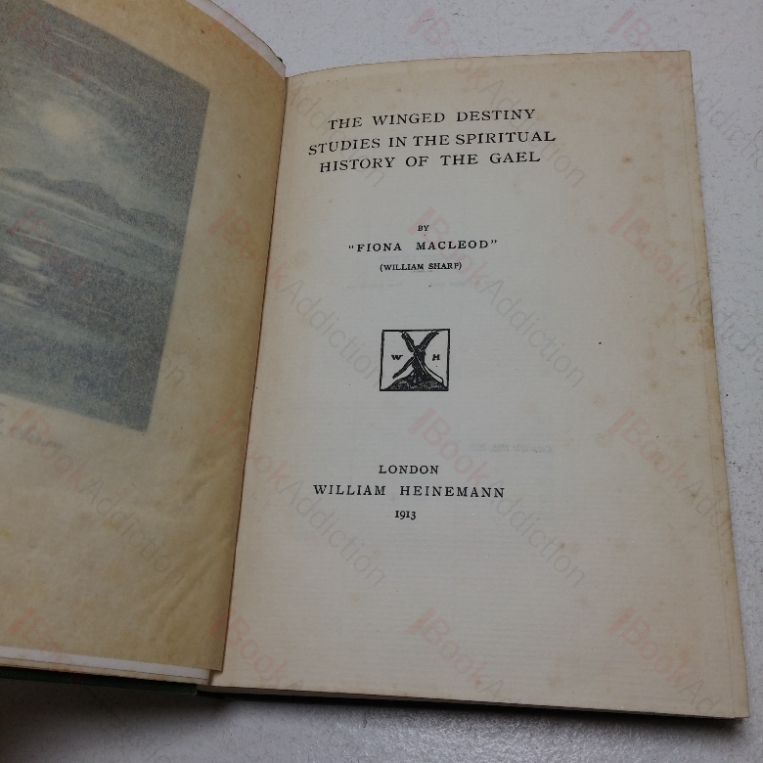 THE WINGED DESTINY
STUDIES IN THE SPIRITUAL
HISTORY OF THE GAEL
BY
"FIONA MACLEOD"
(WILLIAM SHARP)
W H
LONDON
WILLIAM HEINEMANN
1913
BookAddiction